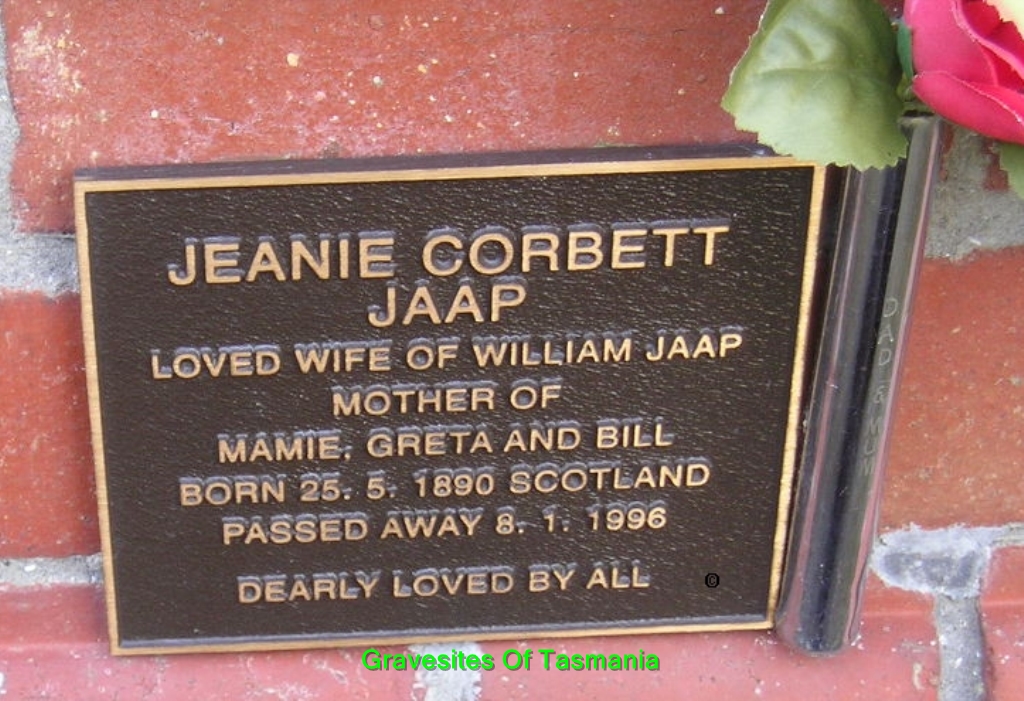 JEANIE CORBETT
JAAP
LOVED WIFE OF WILLIAM JAAP
MOTHER OF
MAMIE, GRETA AND BILL
BORN 25. 5. 1890 SCOTLAND
PASSED AWAY 8. 1. 1996
DEARLY LOVED BY ALL
©
DAD & MUM
Gravesites Of Tasmania